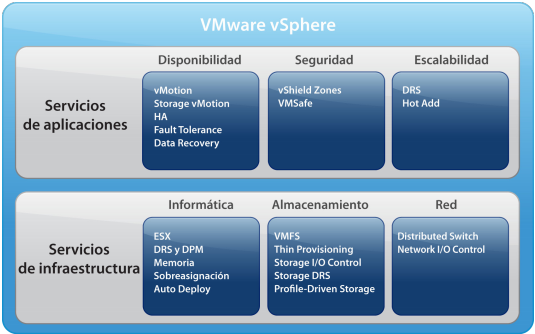 VMware vSphere
Disponibilidad
Seguridad
Escalabilidad
Servicios
de aplicaciones
vMotion
Storage vMotion
HA
Fault Tolerance
Data Recovery
vShield Zones
VMSafe
DRS
Hot Add
Informática
Almacenamiento
Red
Servicios
de infraestructura
ESX
DRS y DPM
Memoria
Sobreasignación
Auto Deploy
VMFS
Thin Provisioning
Storage I/O Control
Storage DRS
Profile-Driven Storage
Distributed Switch
Network I/O Control